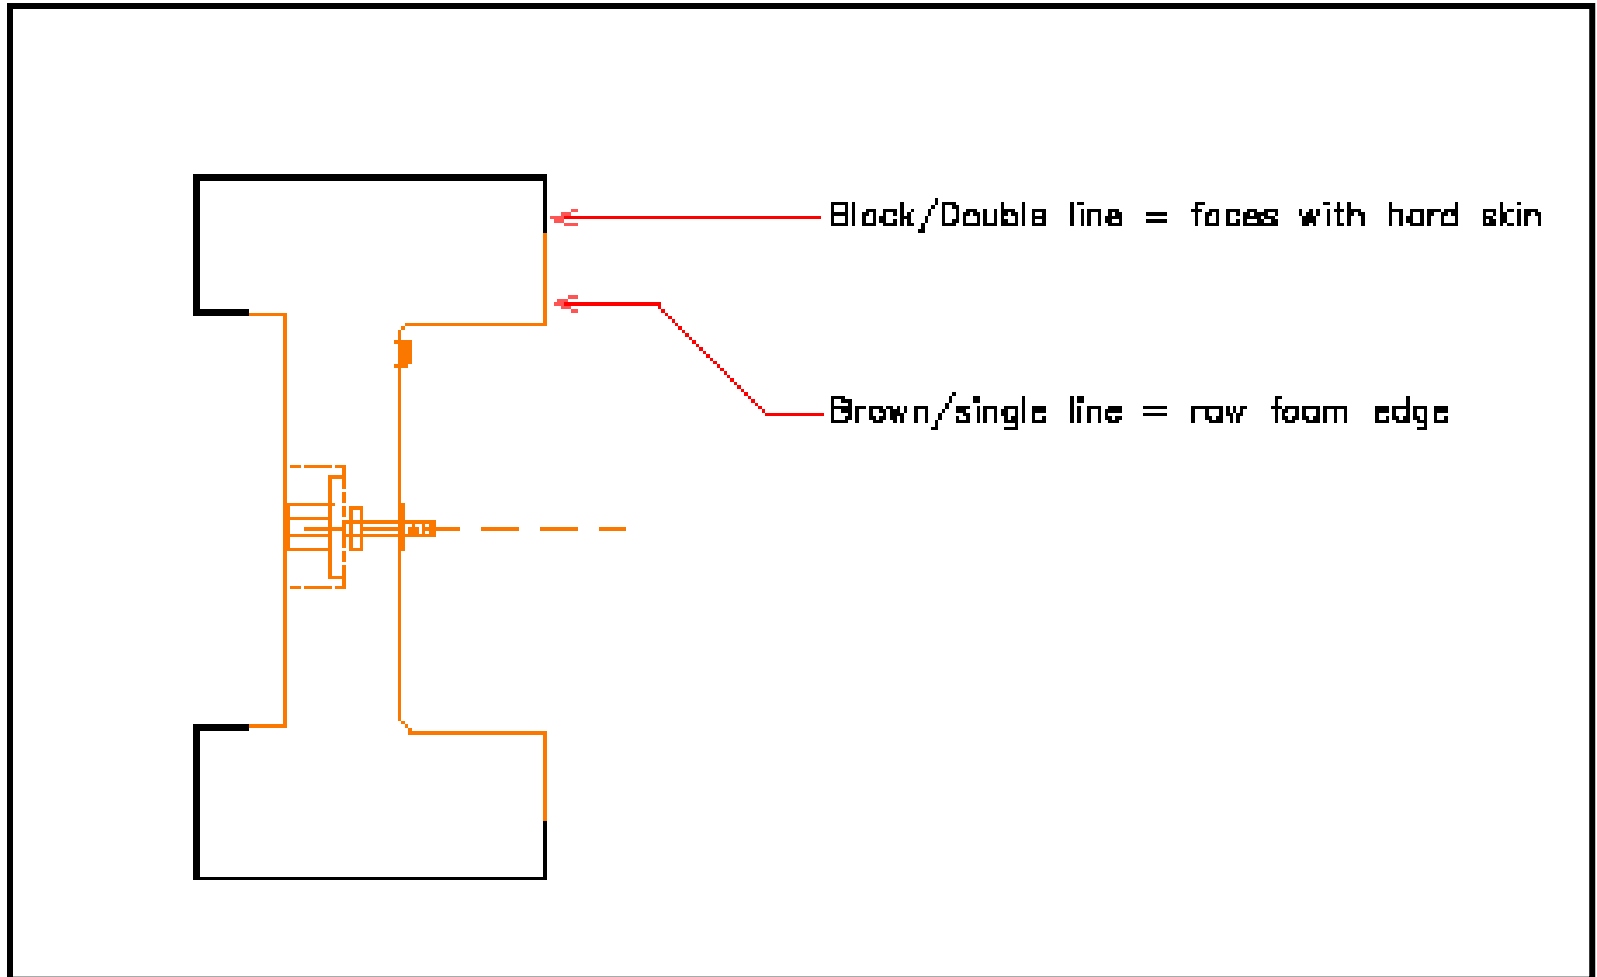 Black/Double line = faces with hard skin
Brown/single line = raw foam edge